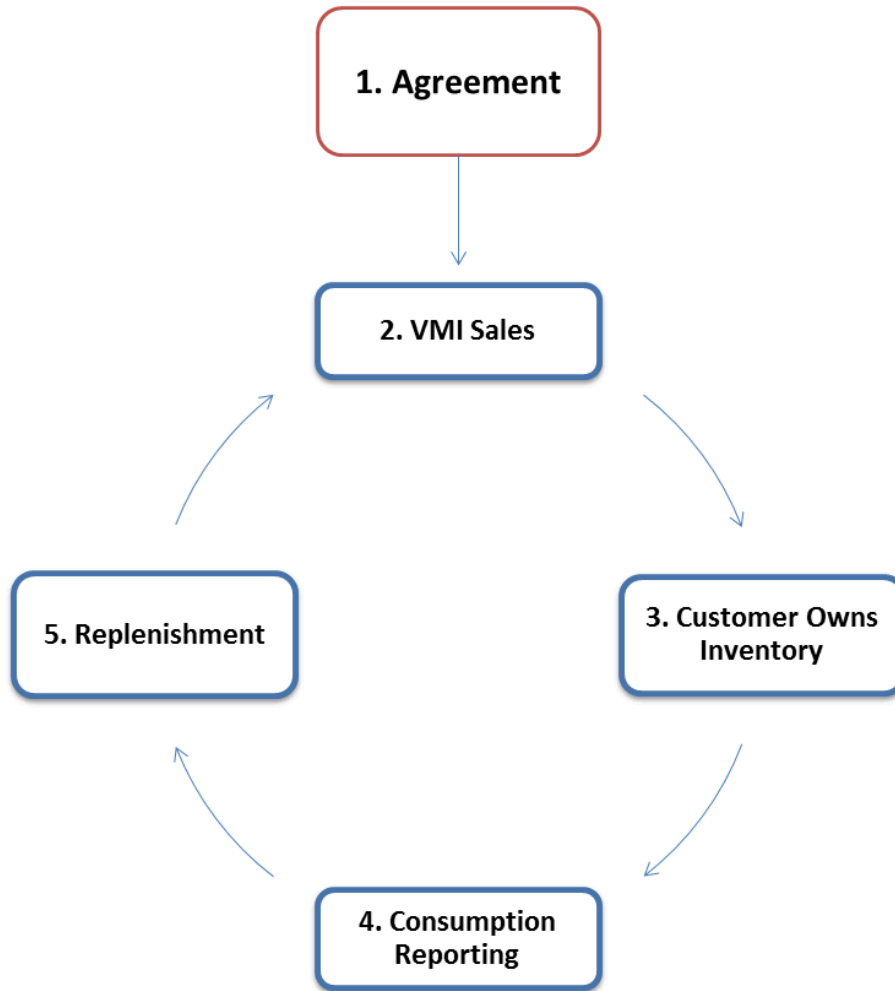 1. Agreement
2. VMI Sales
3. Customer Owns
Inventory
4. Consumption
Reporting
5. Replenishment